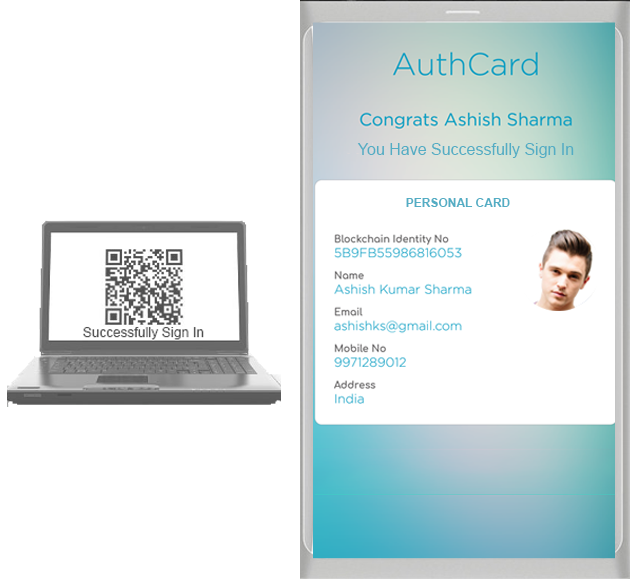 Successfully Sign In
AuthCard
Congrats Ashish Sharma
You Have Successfully Sign In
PERSONAL CARD
Blockchain Identity No
5B9FB55986816053
Name
Ashish Kumar Sharma
Email
ashishks@gmail.com
Mobile No
9971289012
Address
India